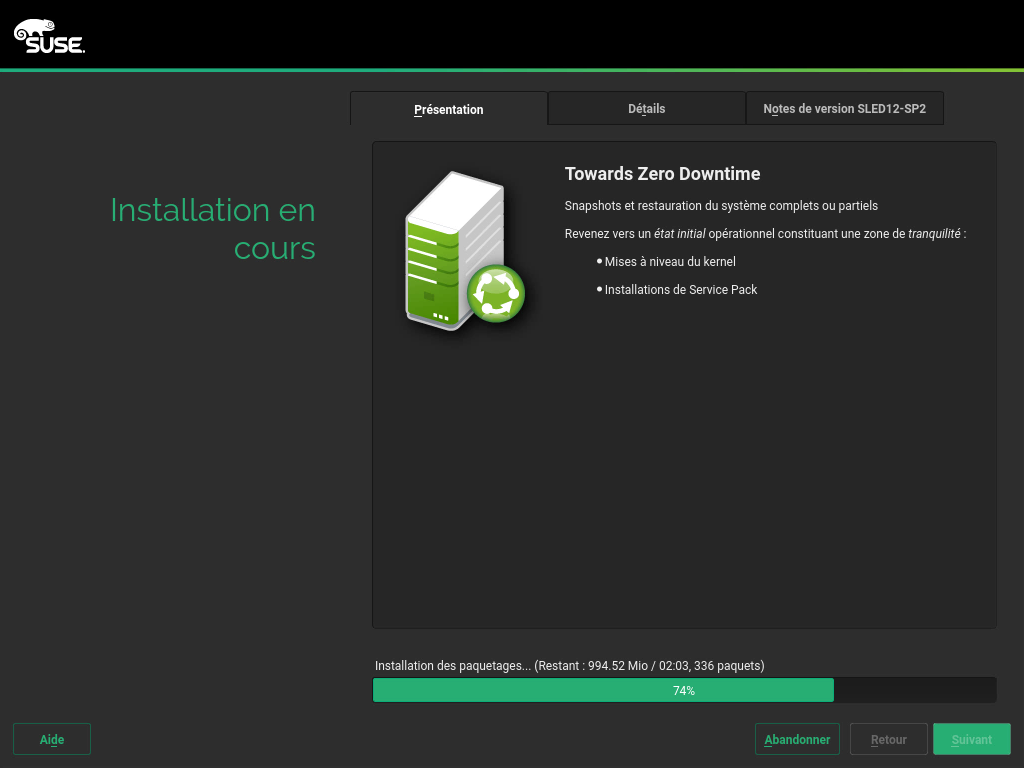 SUSE.
Présentation
Détails
Notes de version SLED12-SP2
Installation en
cours
Towards Zero Downtime
Snapshots et restauration du système complets ou partiels
Revenez vers un état initial opérationnel constituant une zone de tranquilité :
• Mises à niveau du kernel
• Installations de Service Pack
Installation des paquetages... (Restant : 994.52 Mio / 02:03, 336 paquets)
74%
Aide
Abandonner
Retour
Suivant